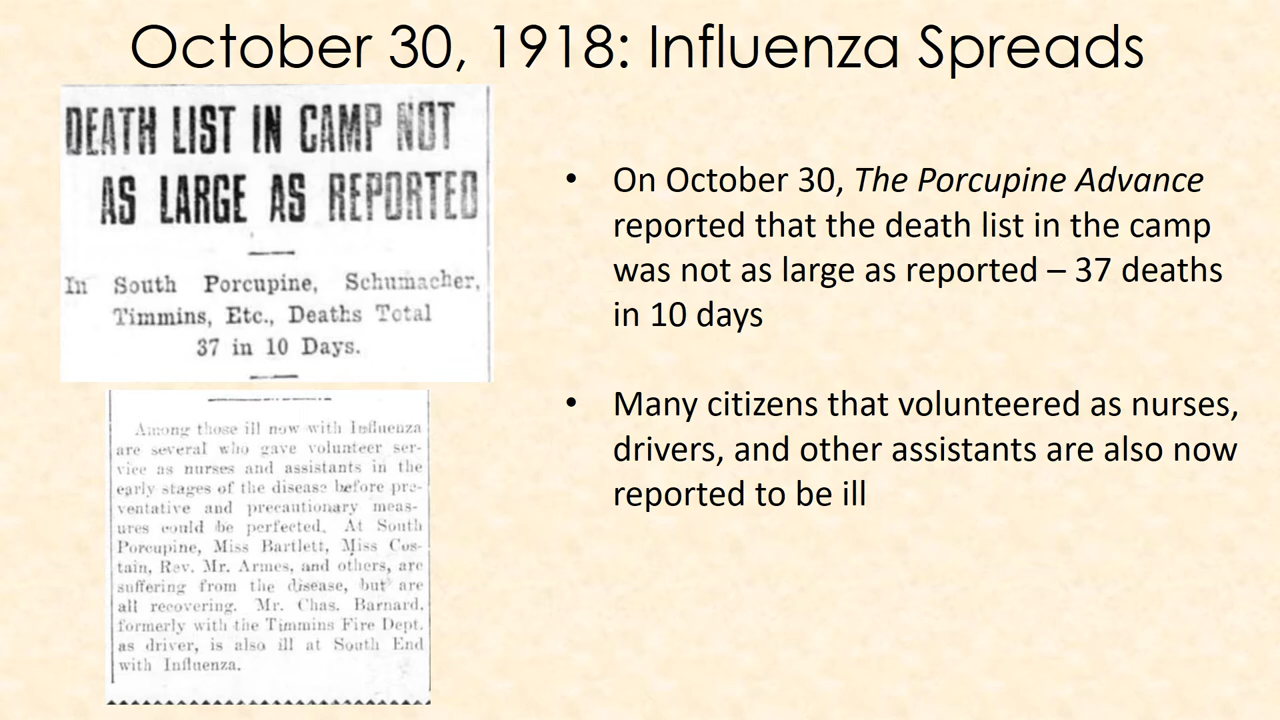 October 30, 1918: Influenza Spreads
DEATH LIST IN CAMP NOT
AS LARGE AS REPORTED
In South Porcupine, Schumacher,
Timmins, Etc., Deaths Total
37 in 10 Days.
Among those ill now with Influenza
are several who gave volunteer ser-
vice as nurses and assistants in the
early stages of the disease before pre-
ventative and precautionary meas-
ures could be perfected. At South
Porcupine, Miss Bartlett, Miss Cos-
tain, Rev. Mr. Armes, and others, are
suffering from the disease, but are
all recovering. Mr. Chas. Barnard,
formerly with the Timmins Fire Dept.
as driver, is also ill at South End
with Influenza.
• On October 30, The Porcupine Advance
reported that the death list in the camp
was not as large as reported – 37 deaths
in 10 days
• Many citizens that volunteered as nurses,
drivers, and other assistants are also now
reported to be ill